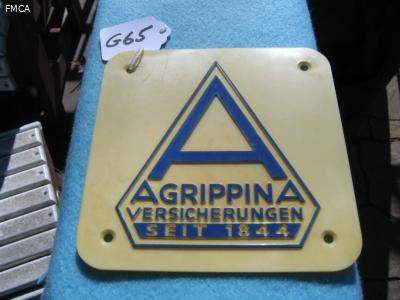 FMCA
G65
A
AGRIPPINA
VERSICHERUNGEN
SEIT 1844